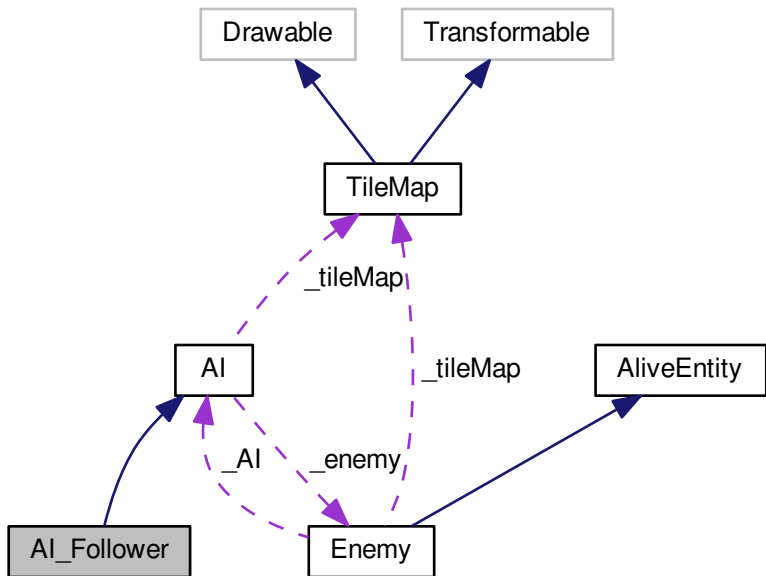 Drawable Transformable
TileMap
_tileMap
AI _tileMap AliveEntity
_AI _enemy
AI_Follower Enemy